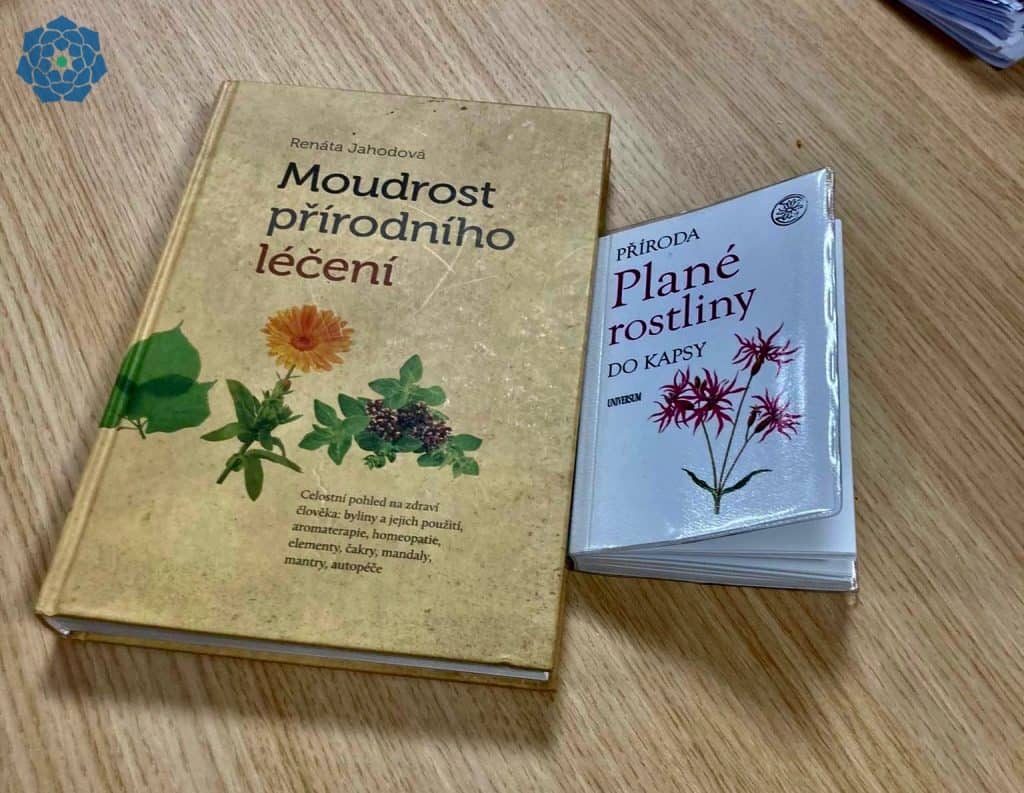 Renáta Jahodová
Moudrost
přírodního
léčení
Celostní pohled na zdraví
člověka: byliny a jejich použití,
aromaterapie, homeopatie,
elementy, čakry, mandaly,
mantry, autopéče
PŘÍRODA
Plané
rostliny
DO KAPSY
UNIVERSUM